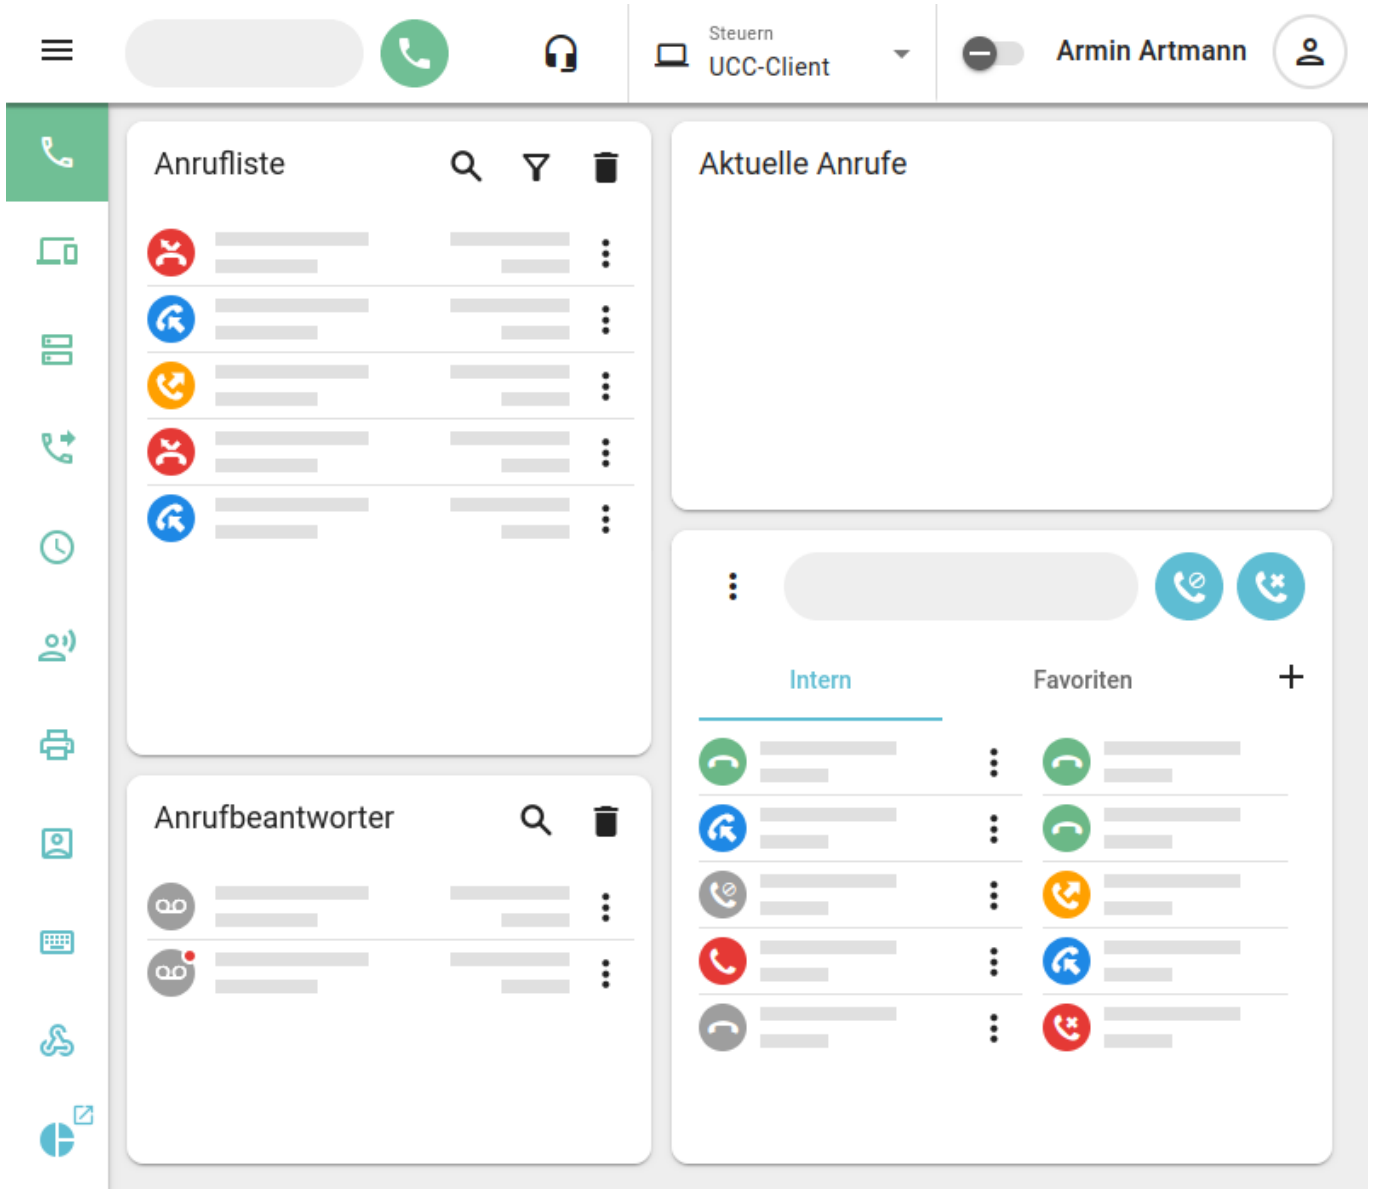 Steuern
UCC-Client
Armin Artmann
Anrufliste
Aktuelle Anrufe
Intern
Favoriten
Anrufbeantworter